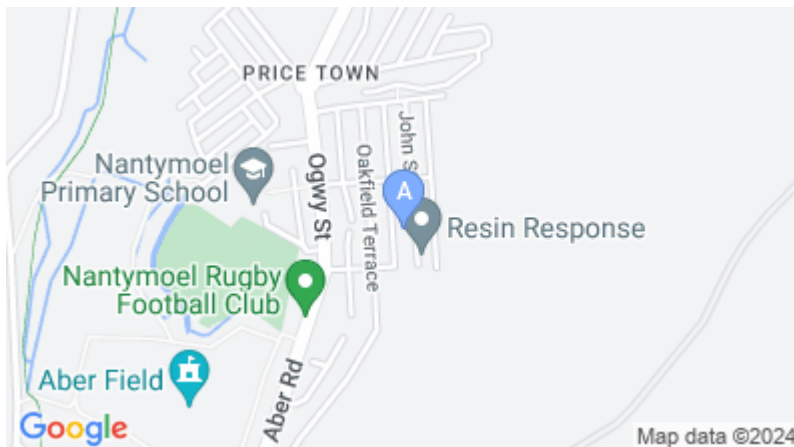 PRICE TOWN
Nantymoel
Primary School
Ogwy St
Oakfield Terrace
John S
A
Resin Response
Nantymoel Rugby
Football Club
Aber Field
Aber Rd
Google
Map data ©2024